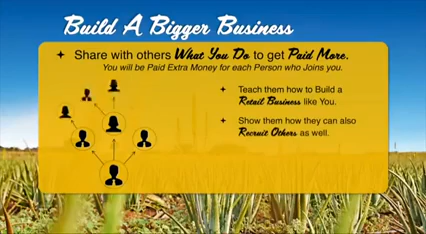 Build A Bigger Business
Share with others What You Do to get Paid More.
You will be Paid Extra Money for each Person who Joins you.
Teach them how to Build a
Retail Business like You.
Show them how they can also
Recruit Others as well.